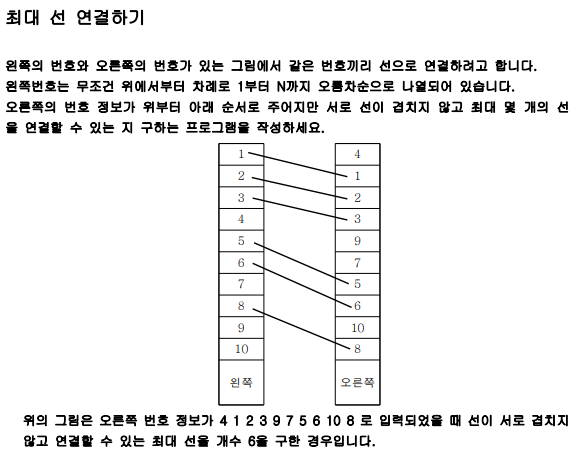 최대 선 연결하기
왼쪽의 번호와 오른쪽의 번호가 있는 그림에서 같은 번호끼리 선으로 연결하려고 합니다.
왼쪽번호는 무조건 위에서부터 차례로 1부터 N까지 오름차순으로 나열되어 있습니다.
오른쪽의 번호 정보가 위부터 아래 순서로 주어지만 서로 선이 겹치지 않고 최대 몇 개의 선
을 연결할 수 있는 지 구하는 프로그램을 작성하세요.
1 4
2 1
3 2
4 3
5 9
6 7
7 5
8 6
9 10
10 8
왼쪽 오른쪽
위의 그림은 오른쪽 번호 정보가 4 1 2 3 9 7 5 6 10 8 로 입력되었을 때 선이 서로 겹치지
않고 연결할 수 있는 최대 선을 개수 6을 구한 경우입니다.